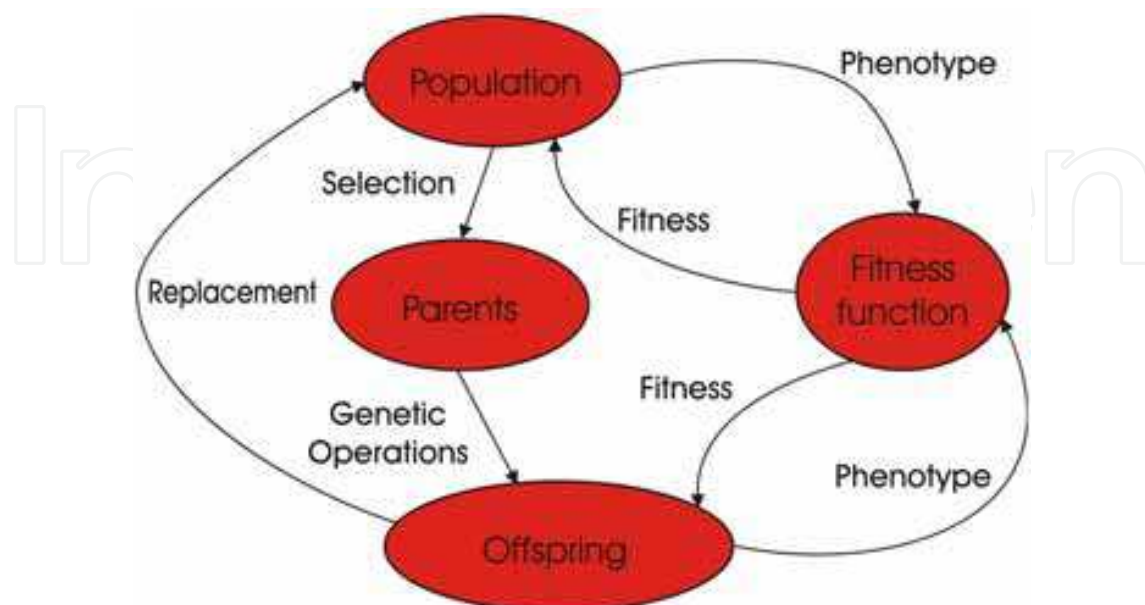 Population
Phenotype
Selection
Fitness
Fitness
function
Replacement
Parents
Fitness
Genetic
Operations
Phenotype
Offspring